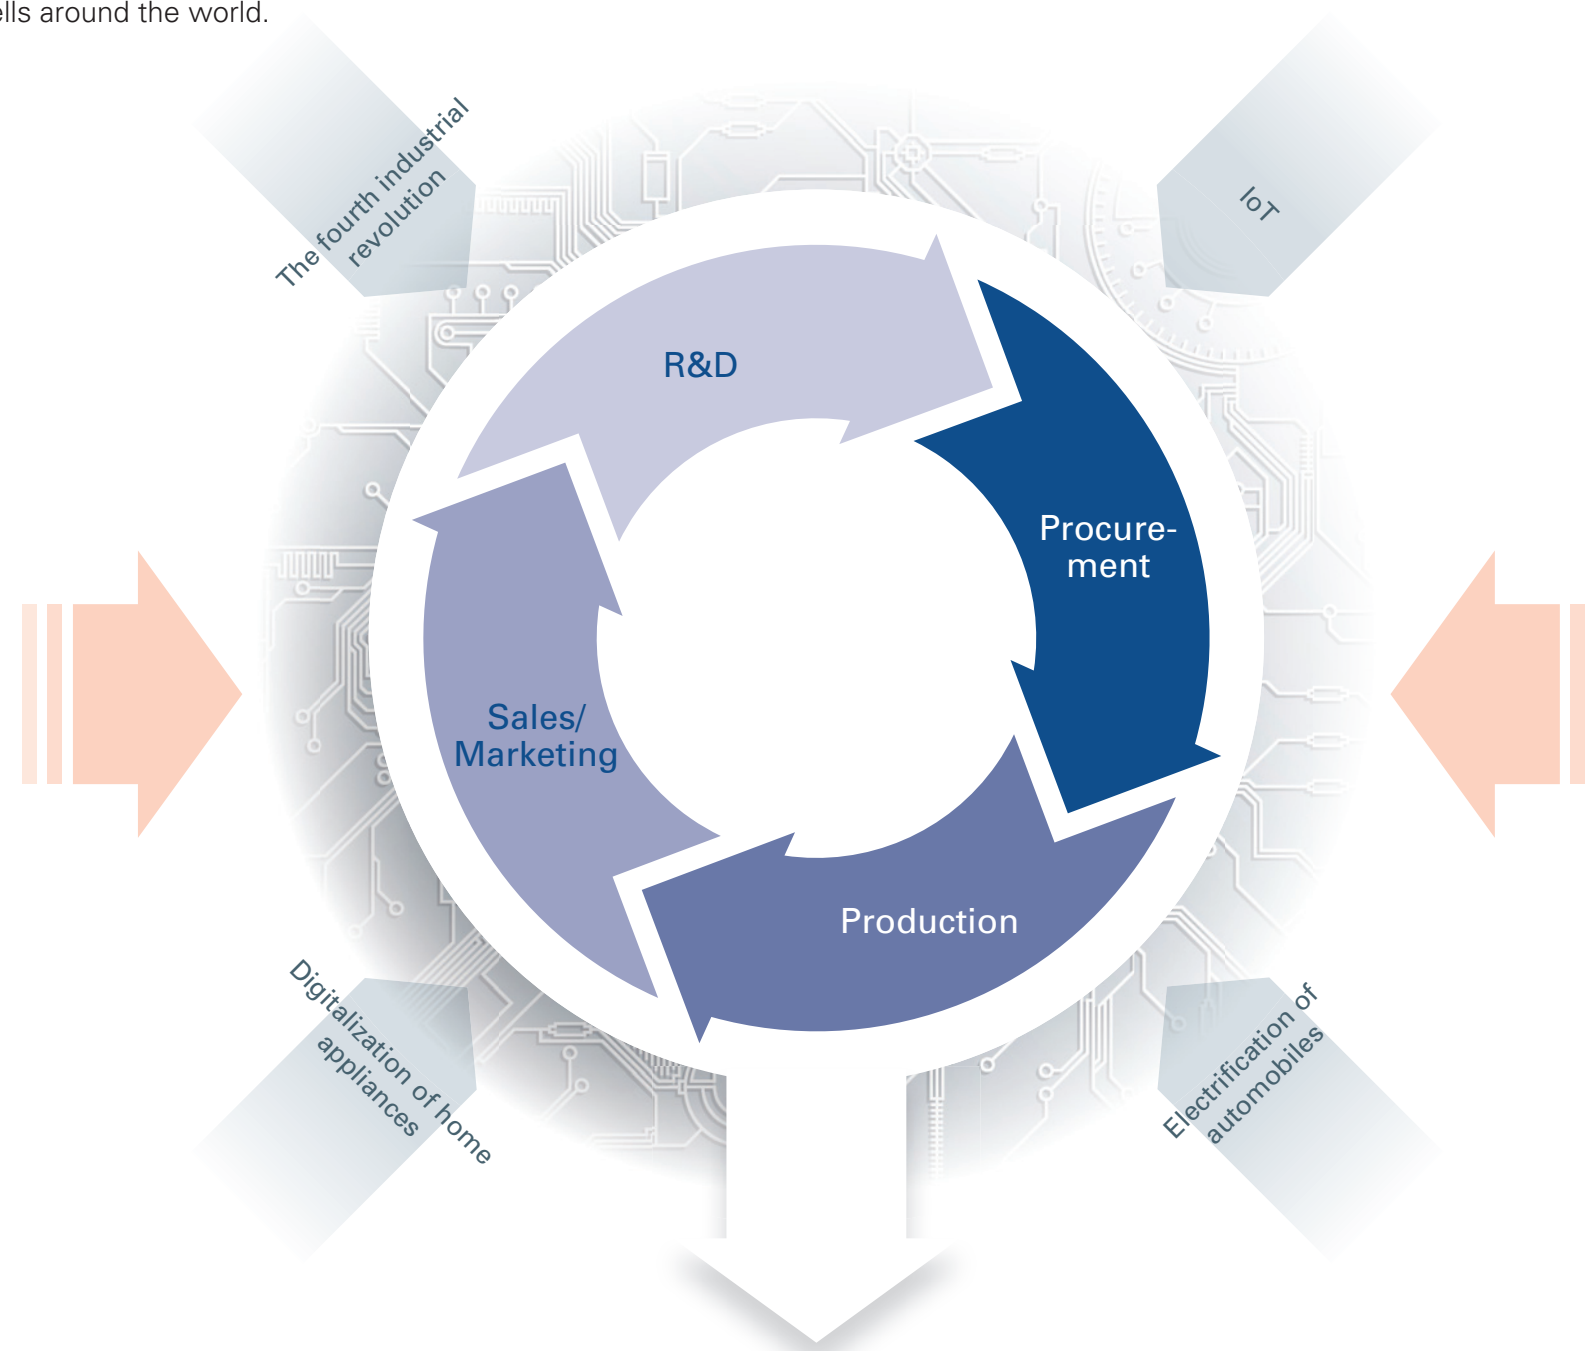 ells around the world.
The fourth industrial
revolution
IoT
R&D
Procure-
ment
Sales/
Marketing
Production
Digitalization of home
appliances
Electrification of
automobiles